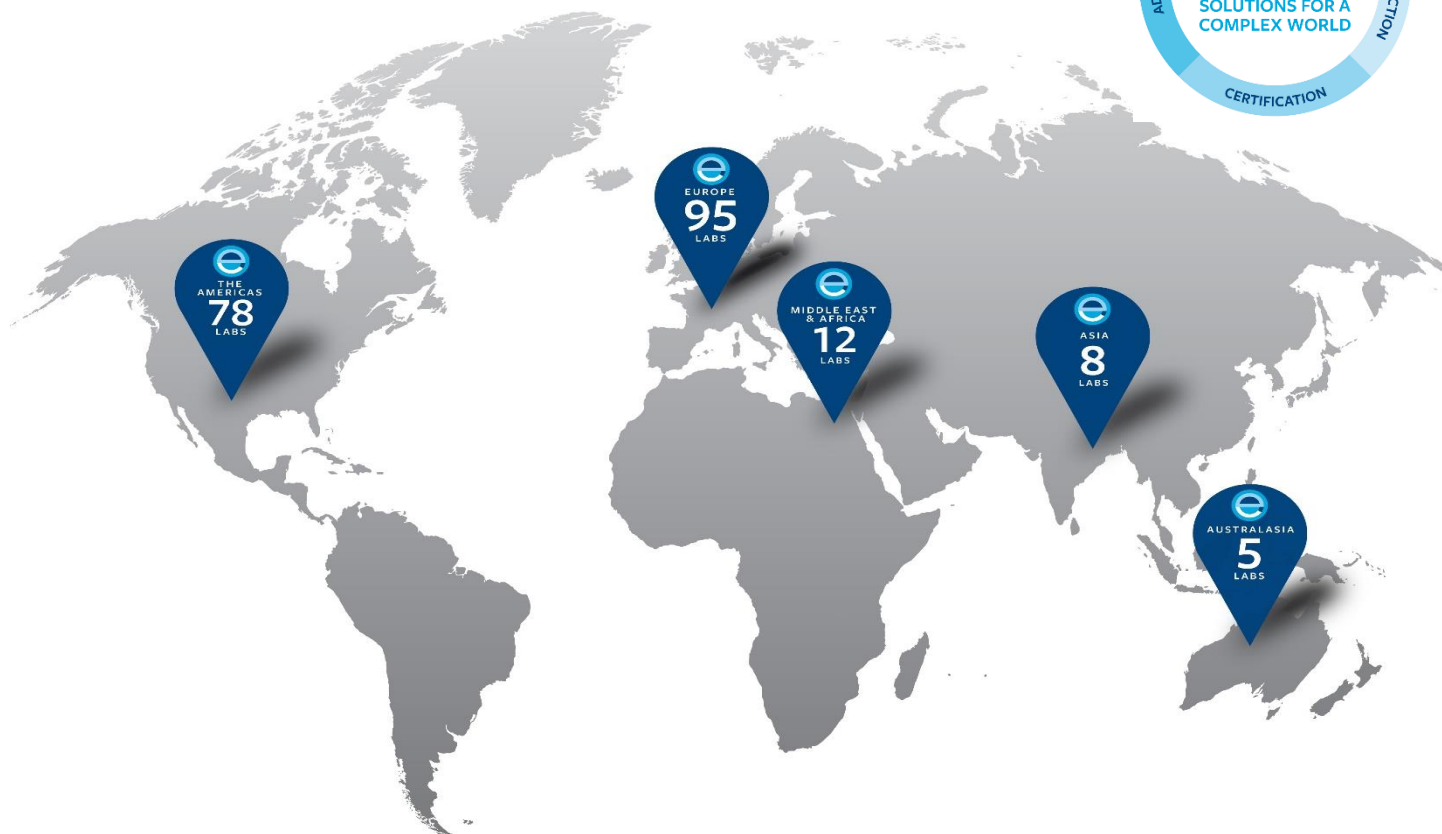 SOLUTIONS FOR A
COMPLEX WORLD
CERTIFICATION
EUROPE
95
LABS
THE
AMERICAS
78
LABS
MIDDLE EAST
& AFRICA
12
LABS
ASIA
8
LABS
AUSTRALASIA
5
LABS